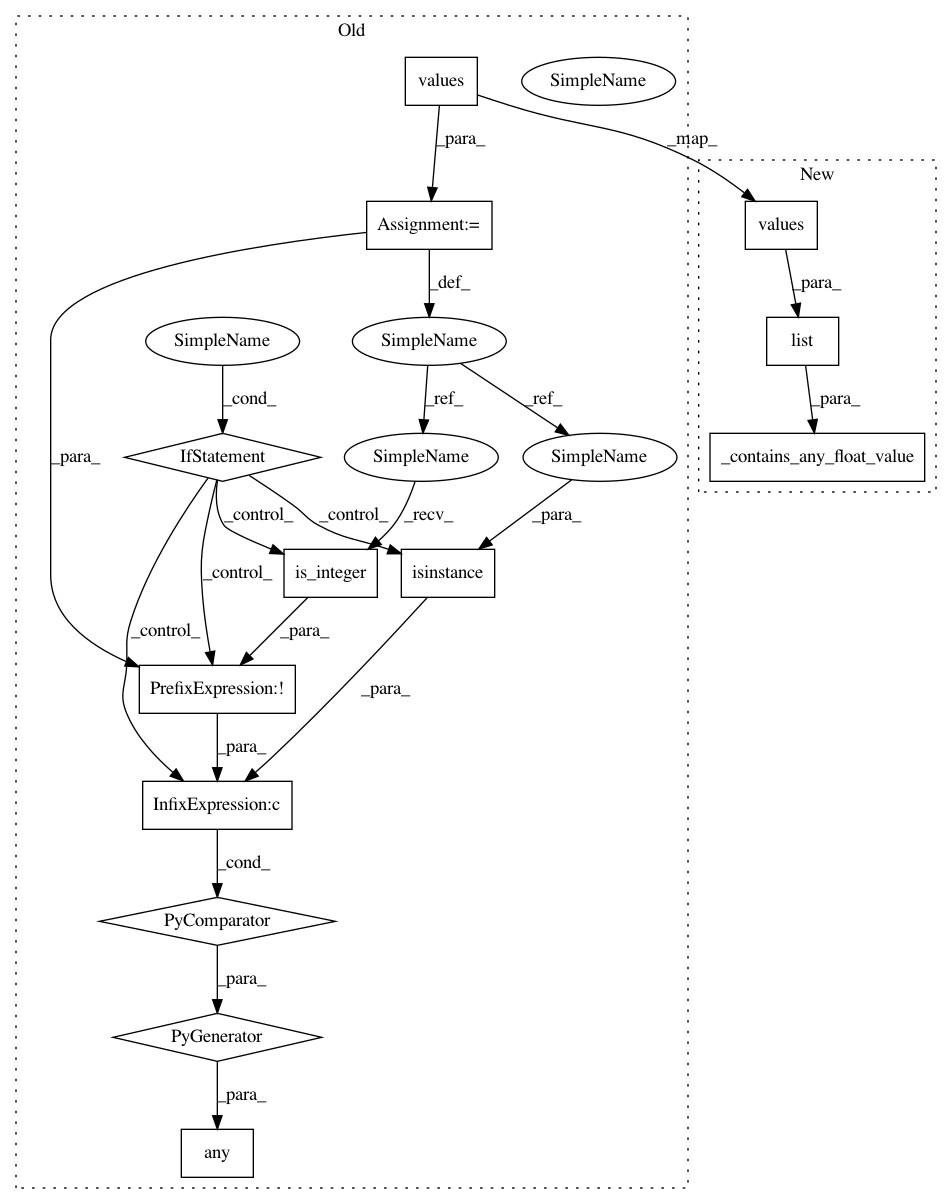 Old
values
SimpleName
_para_
_map_
New
Assignment:=
values
_def_
_para_
SimpleName
SimpleName
list
_cond_
_ref_
_ref_
_para_
_para_
IfStatement
SimpleName
SimpleName
_contains_any_float_value
_control_
_control_
_recv_
_para_
_control_
is_integer
isinstance
_control_
_para_
PrefixExpression:!
_para_
_para_
InfixExpression:c
_cond_
PyComparator
_para_
PyGenerator
_para_
any